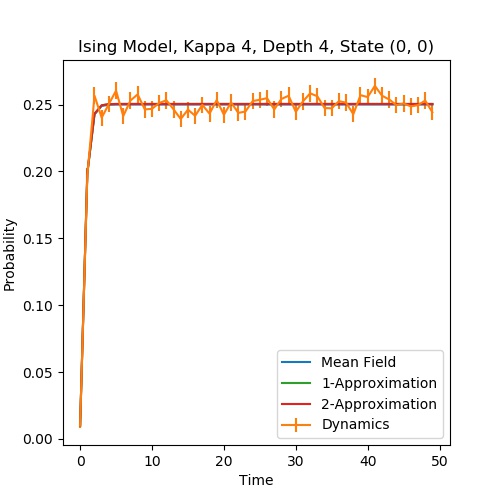 Ising Model, Kappa 4, Depth 4, State (0, 0)
Probability
0.25
0.20
0.15
0.10
0.05
0.00
0 10 20 30 40 50
Time
Mean Field
1-Approximation
2-Approximation
Dynamics